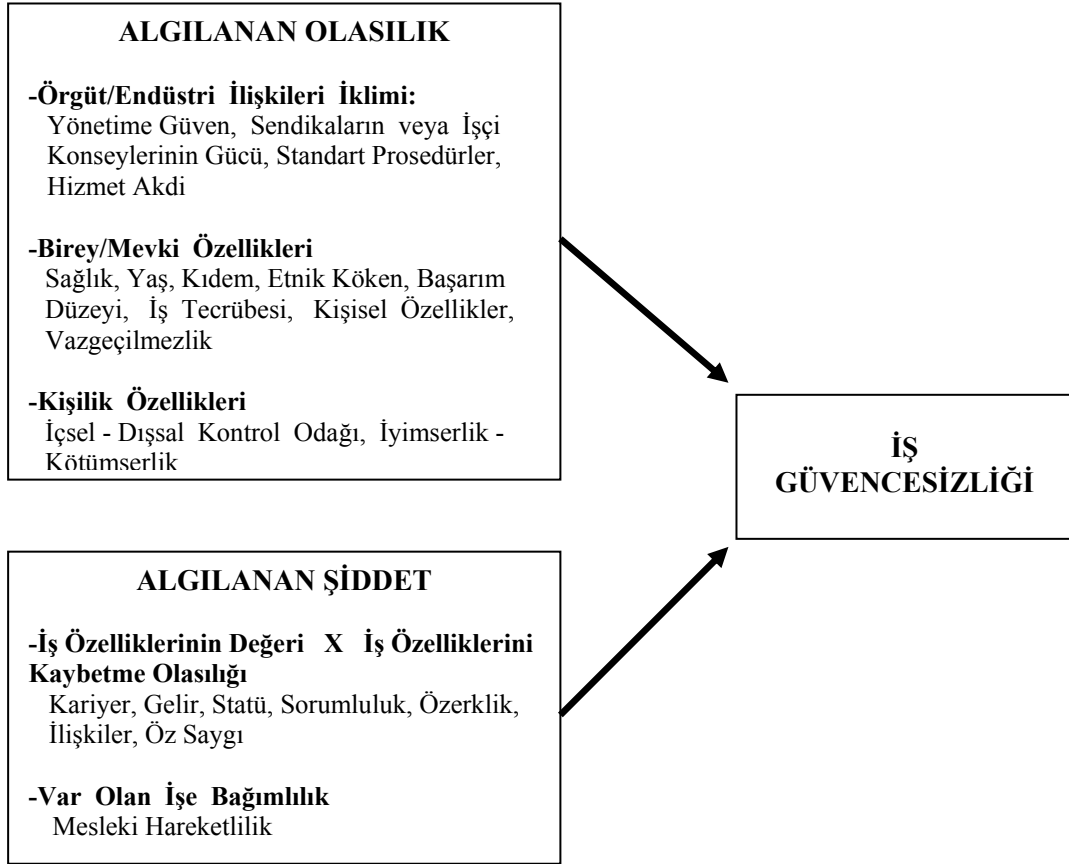 ALGILANAN OLASILIK
-Örgüt/Endüstri İlişkileri İklimi:
Yönetime Güven, Sendikaların veya İşçi
Konseylerinin Gücü, Standart Prosedürler,
Hizmet Akdi
-Birey/Mevki Özellikleri
Sağlık, Yaş, Kıdem, Etnik Köken, Başarım
Düzeyi, İş Tecrübesi, Kişisel Özellikler,
Vazgeçilmezlik
-Kişilik Özellikleri
İçsel - Dışsal Kontrol Odağı, İyimserlik -
Kötümserlik
İŞ
GÜVENCESİZLİĞİ
ALGILANAN ŞİDDET
-İş Özelliklerinin Değeri X İş Özelliklerini
Kaybetme Olasılığı
Kariyer, Gelir, Statü, Sorumluluk, Özerklik,
İlişkiler, Öz Saygı
-Var Olan İşe Bağımlılık
Mesleki Hareketlilik